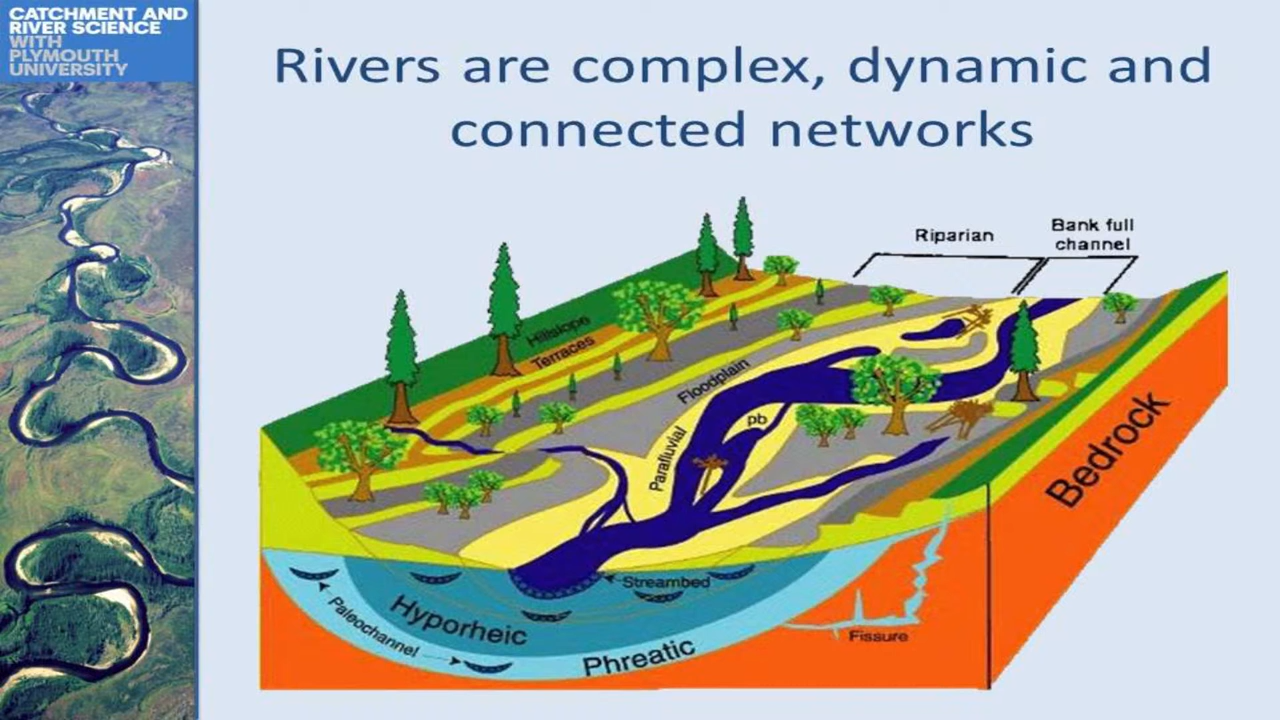 CATCHMENT AND
RIVER SCIENCE
WITH
PLYMOUTH
UNIVERSITY
Rivers are complex, dynamic and
connected networks
Riparian
Bank full
channel
Hillslope
Terraces
Floodplain
Parafluvial
pb
Bedrock
Streambed
Hyporheic
Paleochannel
Phreatic
Fissure